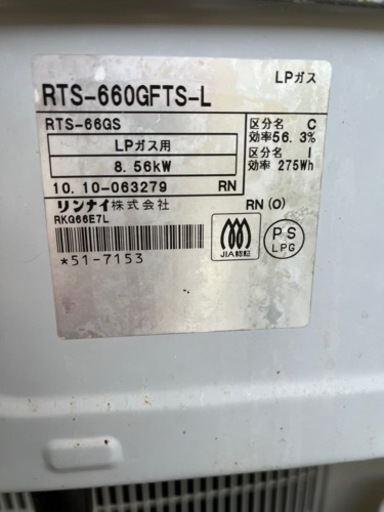 LPガス
RTS-660GFTS-L
RTS-66GS
LPガス用
8.56kW
区分名 C
効率56.3%
区分名 I
効率 275Wh
10.10-063279 RN
リンナイ株式会社 RN(O)
RKG66E7L
*51-7153
JIA認証
PS
LPG